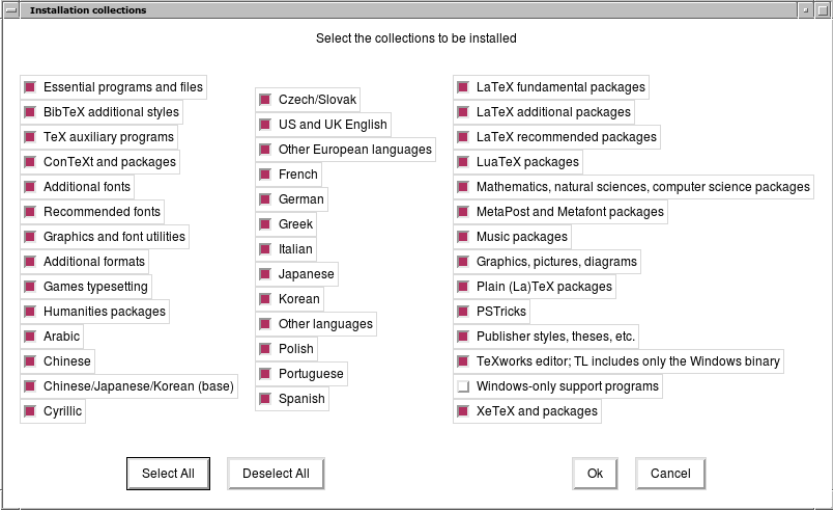 Installation collections
Select the collections to be installed
Essential programs and files
BibTeX additional styles
TeX auxiliary programs
ConTeXt and packages
Additional fonts
Recommended fonts
Graphics and font utilities
Additional formats
Games typesetting
Humanities packages
Arabic
Chinese
Chinese/Japanese/Korean (base)
Cyrillic
Czech/Slovak
US and UK English
Other European languages
French
German
Greek
Italian
Japanese
Korean
Other languages
Polish
Portuguese
Spanish
LaTeX fundamental packages
LaTeX additional packages
LaTeX recommended packages
LuaTeX packages
Mathematics, natural sciences, computer science packages
MetaPost and Metafont packages
Music packages
Graphics, pictures, diagrams
Plain (La)TeX packages
PSTricks
Publisher styles, theses, etc.
TeXworks editor; TL includes only the Windows binary
Windows-only support programs
XeTeX and packages
Select All
Deselect All
Ok
Cancel